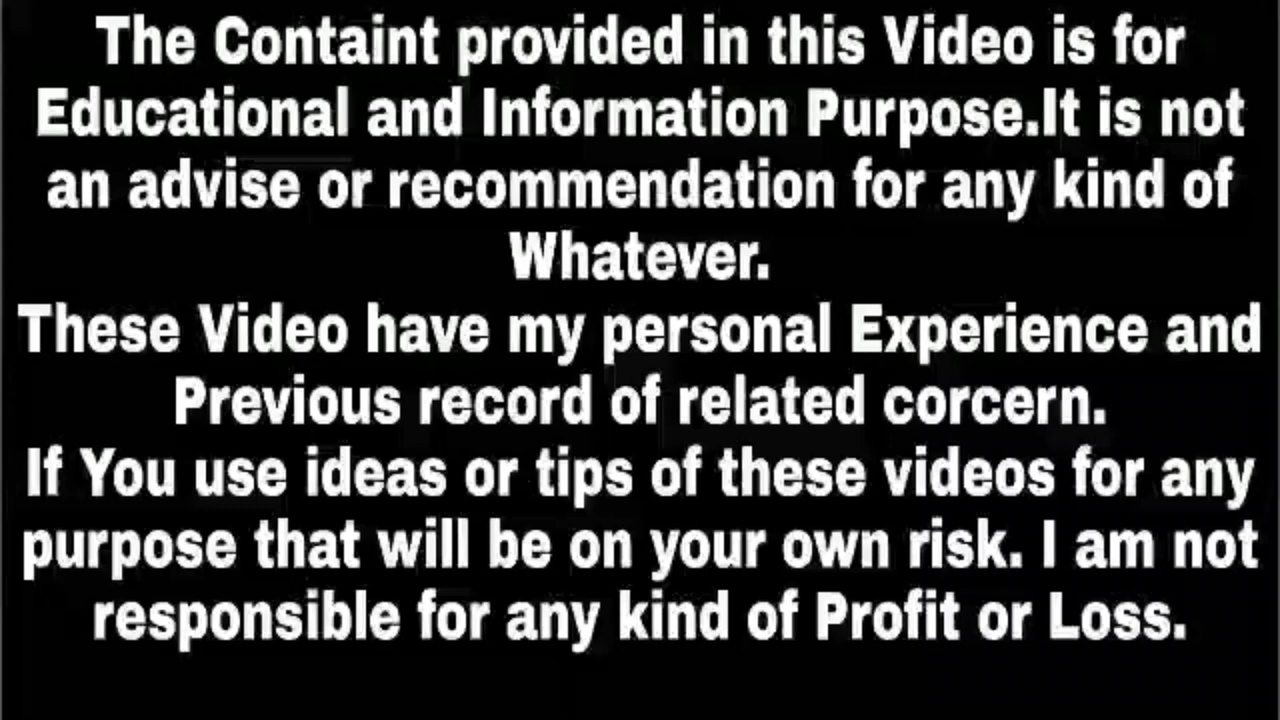 The Containt provided in this Video is for
Educational and Information Purpose.It is not
an advise or recommendation for any kind of
Whatever.
These Video have my personal Experience and
Previous record of related corcern.
If You use ideas or tips of these videos for any
purpose that will be on your own risk. I am not
responsible for any kind of Profit or Loss.